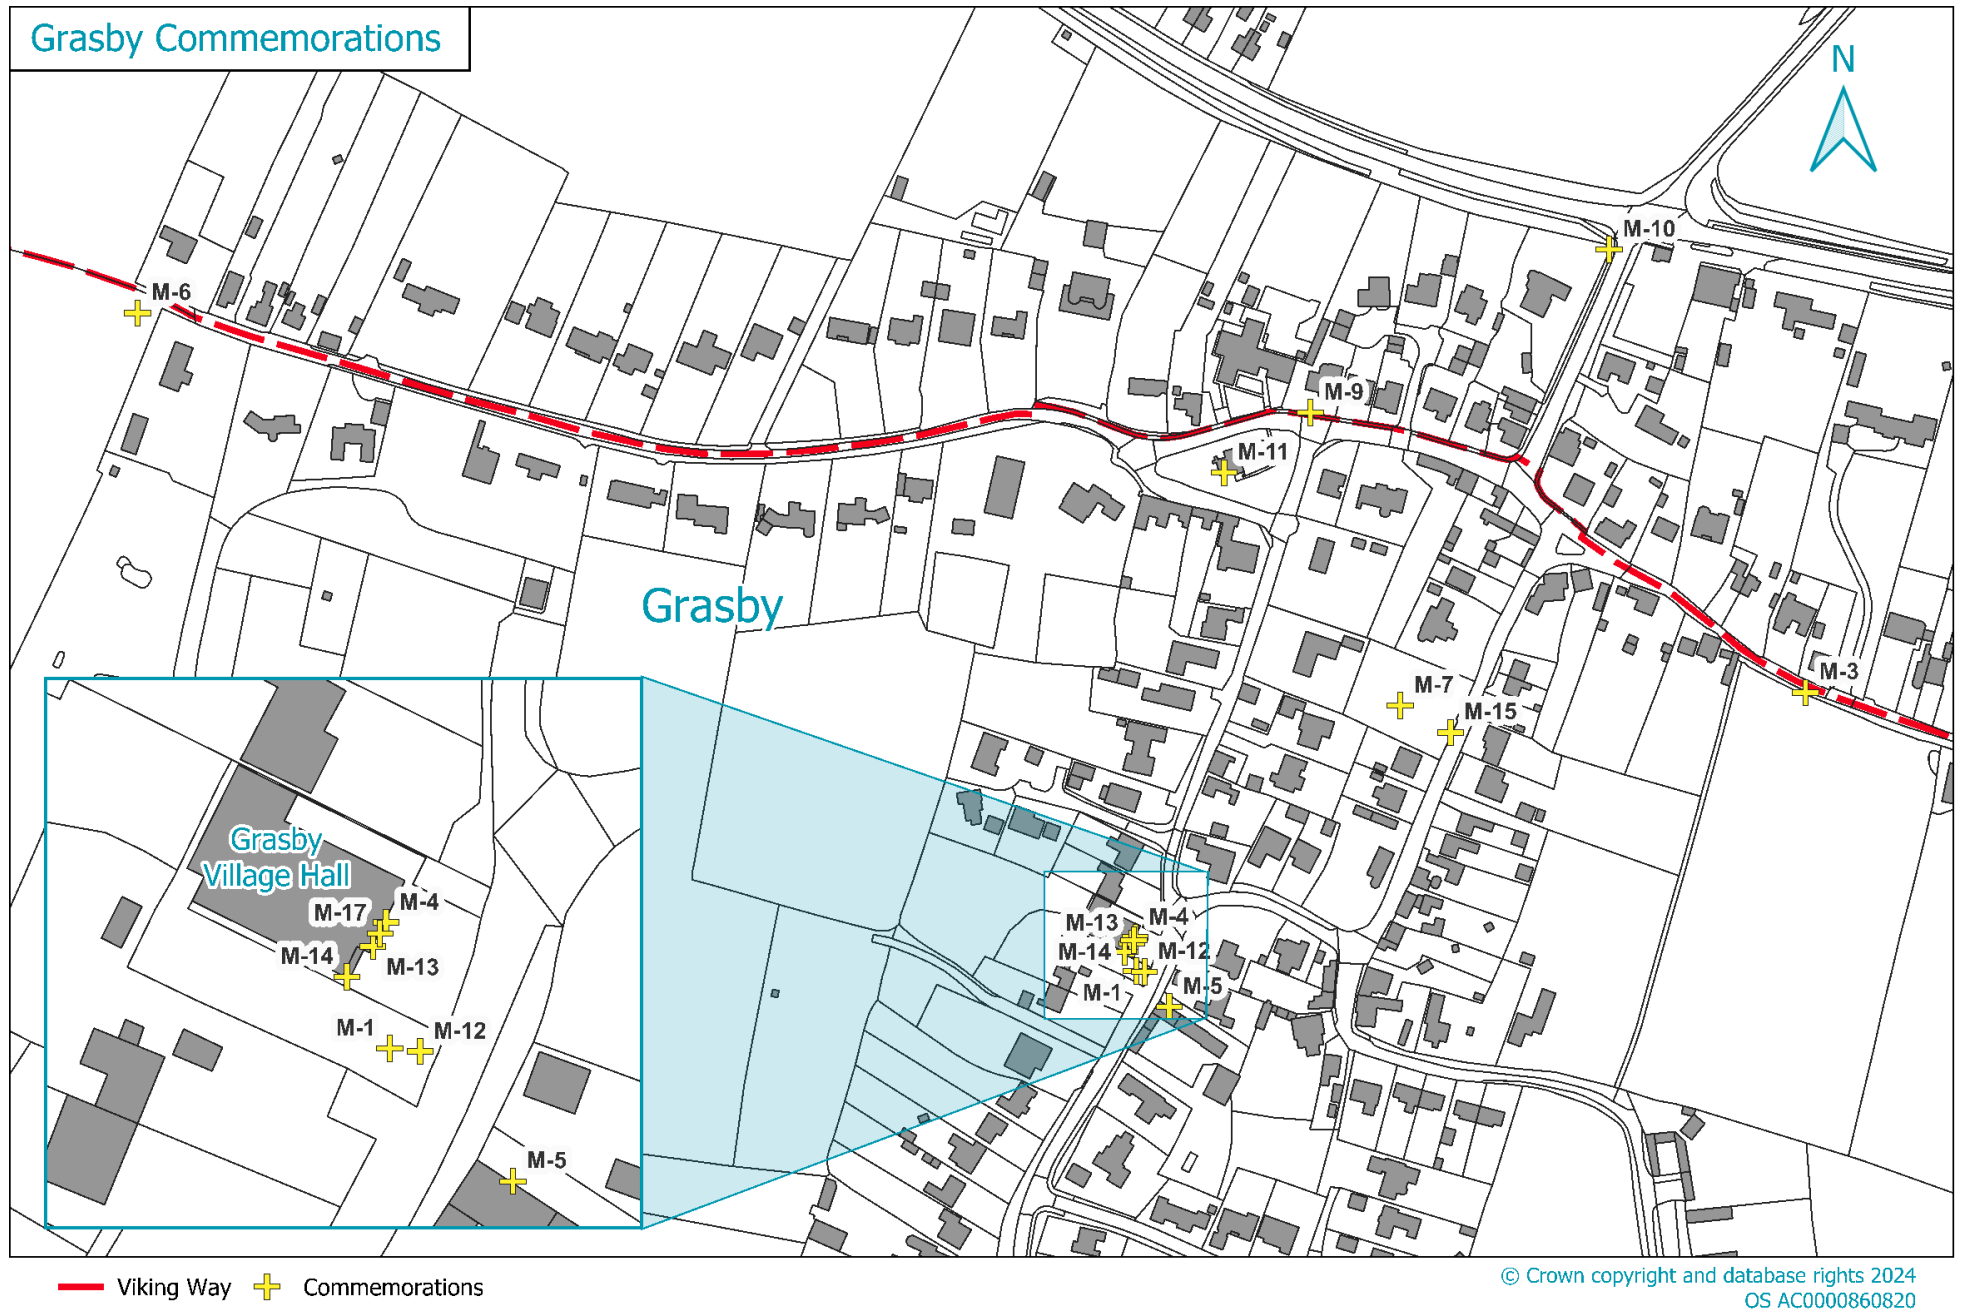 Grasby Commemorations
N
M-10
M-6
M-9
M-11
Grasby
M-3
M-7
M-15
Grasby
Village Hall
M-4
M-17
M-14
M-13
M-1
M-12
M-5
M-4
M-13
M-14
M-12
M-1
M-5
Viking Way
Commemorations
© Crown copyright and database rights 2024
OS AC0000860820